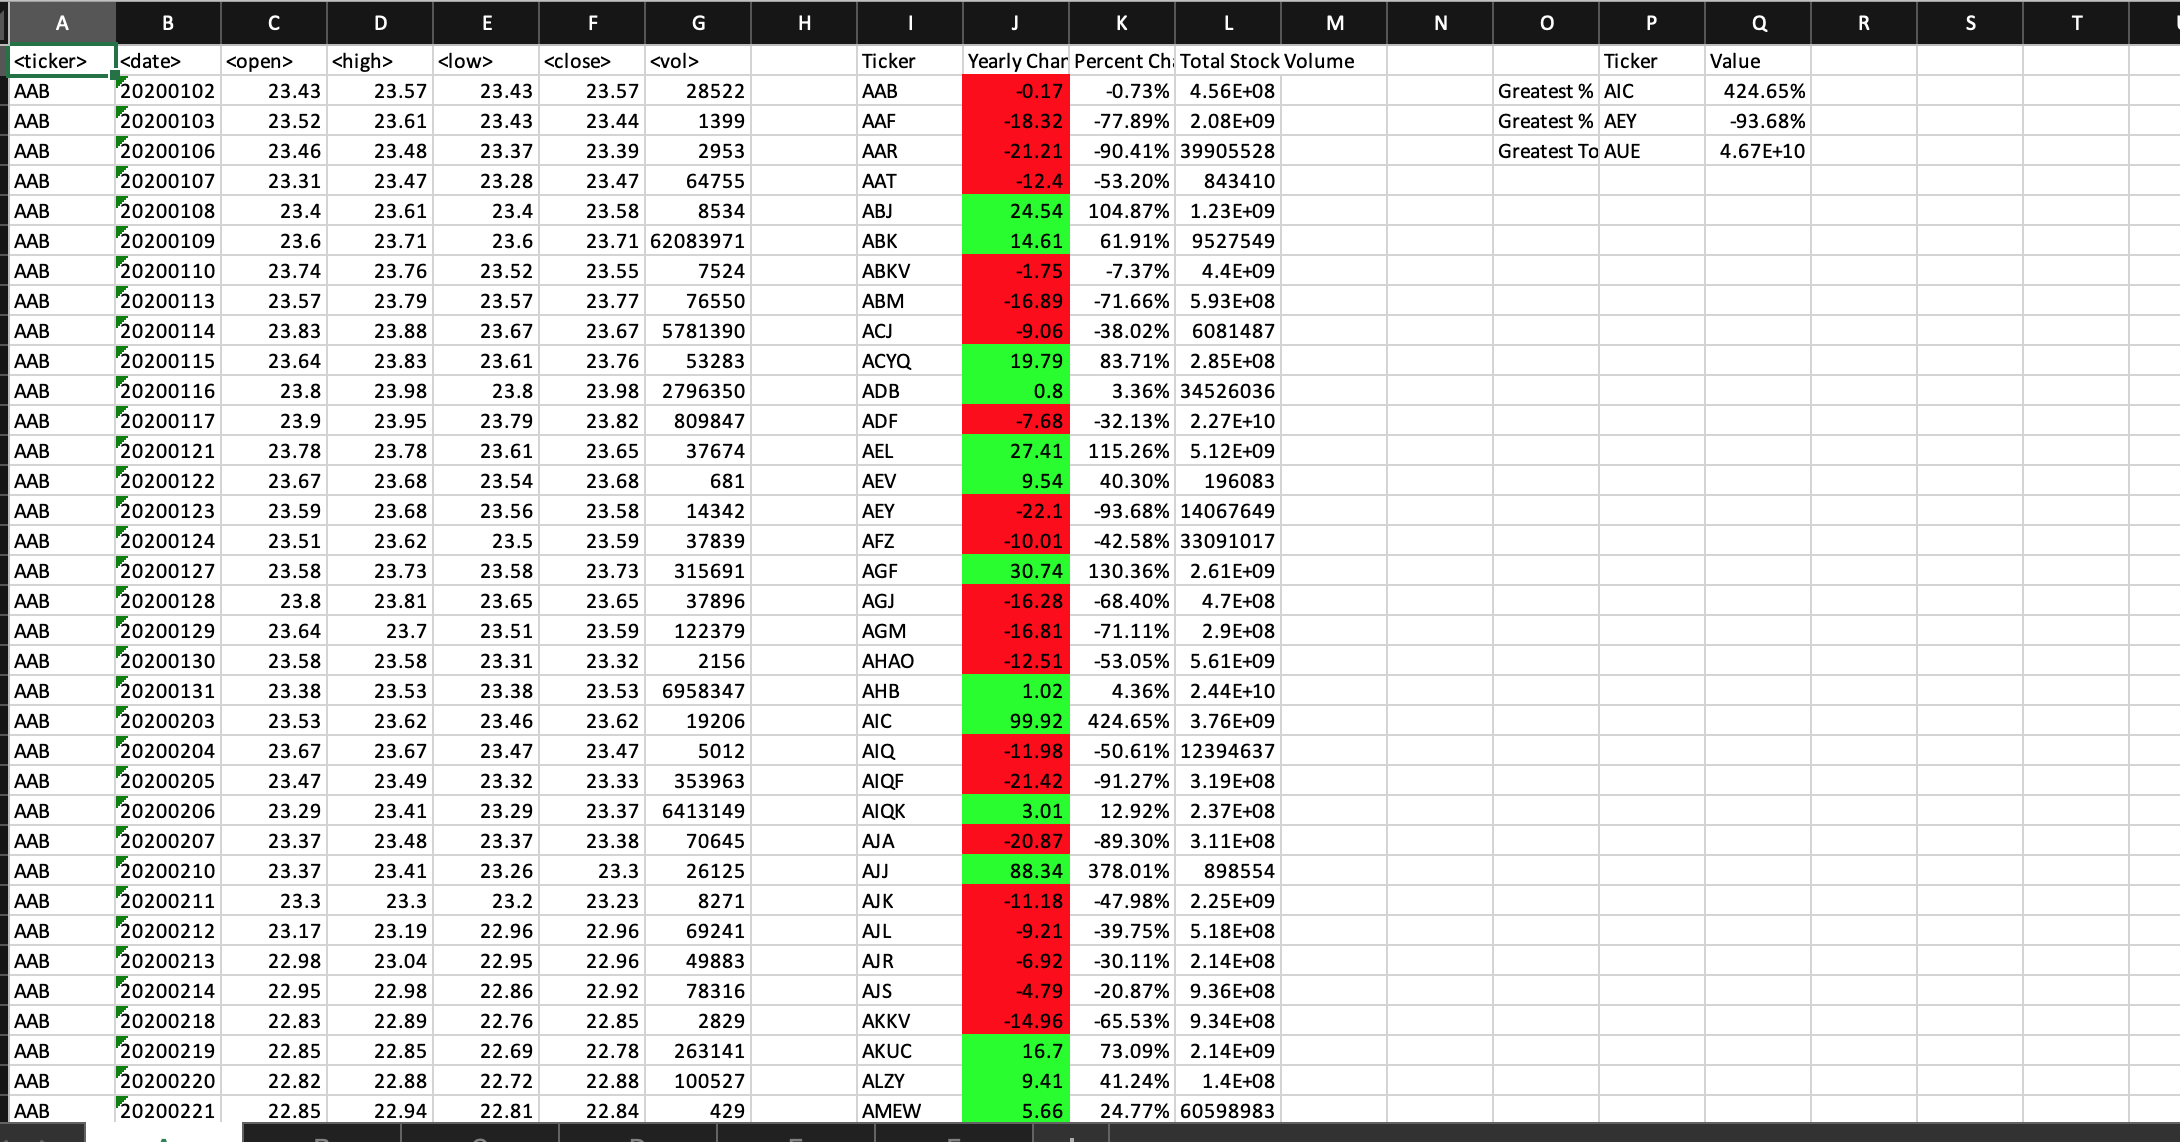 A B C D E F G H I J K L M N O P Q R S T
<ticker> <date> <open> <high> <low> <close> <vol> Ticker Yearly Char Percent Ch Total Stock Volume Ticker Value
AAB 20200102 23.43 23.57 23.43 23.57 28522 AAB -0.17 -0.73% 4.56E+08 Greatest % AIC 424.65%
AAB 20200103 23.52 23.61 23.43 23.44 1399 AAF -18.32 -77.89% 2.08E+09 Greatest % AEY -93.68%
AAB 20200106 23.46 23.48 23.37 23.39 2953 AAR -21.21 -90.41% 39905528 Greatest To AUE 4.67E+10
AAB 20200107 23.31 23.47 23.28 23.47 64755 AAT -12.4 -53.20% 843410
AAB 20200108 23.4 23.61 23.4 23.58 8534 ABJ 24.54 104.87% 1.23E+09
AAB 20200109 23.6 23.71 23.6 23.71 62083971 ABK 14.61 61.91% 9527549
AAB 20200110 23.74 23.76 23.52 23.55 7524 ABKV -1.75 -7.37% 4.4E+09
AAB 20200113 23.57 23.79 23.57 23.77 76550 ABM -16.89 -71.66% 5.93E+08
AAB 20200114 23.83 23.88 23.67 23.67 5781390 ACJ -9.06 -38.02% 6081487
AAB 20200115 23.64 23.83 23.61 23.76 53283 ACYQ 19.79 83.71% 2.85E+08
AAB 20200116 23.8 23.98 23.8 23.98 2796350 ADB 0.8 3.36% 34526036
AAB 20200117 23.9 23.95 23.79 23.82 809847 ADF -7.68 -32.13% 2.27E+10
AAB 20200121 23.78 23.78 23.61 23.65 37674 AEL 27.41 115.26% 5.12E+09
AAB 20200122 23.67 23.68 23.54 23.68 681 AEV 9.54 40.30% 196083
AAB 20200123 23.59 23.68 23.56 23.58 14342 AEY -22.1 -93.68% 14067649
AAB 20200124 23.51 23.62 23.5 23.59 37839 AFZ -10.01 -42.58% 33091017
AAB 20200127 23.58 23.73 23.58 23.73 315691 AGF 30.74 130.36% 2.61E+09
AAB 20200128 23.8 23.81 23.65 23.65 37896 AGJ -16.28 -68.40% 4.7E+08
AAB 20200129 23.64 23.7 23.51 23.59 122379 AGM -16.81 -71.11% 2.9E+08
AAB 20200130 23.58 23.58 23.31 23.32 2156 AHAO -12.51 -53.05% 5.61E+09
AAB 20200131 23.38 23.53 23.38 23.53 6958347 AHB 1.02 4.36% 2.44E+10
AAB 20200203 23.53 23.62 23.46 23.62 19206 AIC 99.92 424.65% 3.76E+09
AAB 20200204 23.67 23.67 23.47 23.47 5012 AIQ -11.98 -50.61% 12394637
AAB 20200205 23.47 23.49 23.32 23.33 353963 AIQF -21.42 -91.27% 3.19E+08
AAB 20200206 23.29 23.41 23.29 23.37 6413149 AIQK 3.01 12.92% 2.37E+08
AAB 20200207 23.37 23.48 23.37 23.38 70645 AJA -20.87 -89.30% 3.11E+08
AAB 20200210 23.37 23.41 23.26 23.3 26125 AJJ 88.34 378.01% 898554
AAB 20200211 23.3 23.3 23.2 23.23 8271 AJK -11.18 -47.98% 2.25E+09
AAB 20200212 23.17 23.19 22.96 22.96 69241 AJL -9.21 -39.75% 5.18E+08
AAB 20200213 22.98 23.04 22.95 22.96 49883 AJR -6.92 -30.11% 2.14E+08
AAB 20200214 22.95 22.98 22.86 22.92 78316 AJS -4.79 -20.87% 9.36E+08
AAB 20200218 22.83 22.89 22.76 22.85 2829 AKKV -14.96 -65.53% 9.34E+08
AAB 20200219 22.85 22.85 22.69 22.78 263141 AKUC 16.7 73.09% 2.14E+09
AAB 20200220 22.82 22.88 22.72 22.88 100527 ALZY 9.41 41.24% 1.4E+08
AAB 20200221 22.85 22.94 22.81 22.84 429 AMEW 5.66 24.77% 60598983